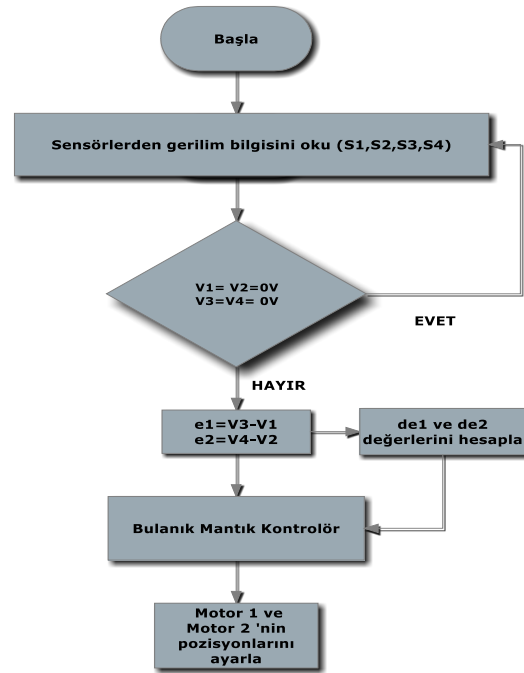 Başla
Sensörlerden gerilim bilgisini oku (S1,S2,S3,S4)
V1= V2=0V
V3=V4= 0V
EVET
HAYIR
e1=V3-V1
e2=V4-V2
de1 ve de2
değerlerini hesapla
Bulanık Mantık Kontrolör
Motor 1 ve
Motor 2 'nin
pozisyonlarını
ayarla